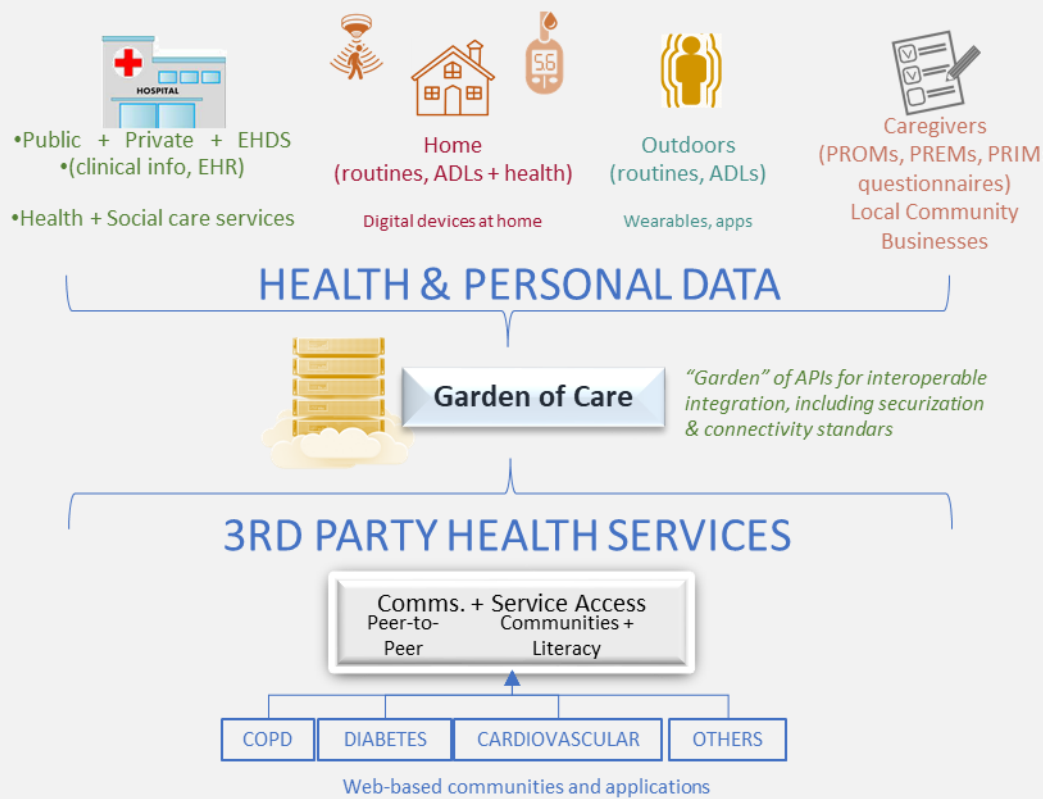 HOSPITAL
5.6
•Public + Private + EHDS
•(clinical info, EHR)
•Health + Social care services
Home
(routines, ADLs + health)
Digital devices at home
Outdoors
(routines, ADLs)
Wearables, apps
Caregivers
(PROMs, PREMs, PRIM
questionnaires)
Local Community
Businesses
HEALTH & PERSONAL DATA
Garden of Care
"Garden" of APIs for interoperable
integration, including securization
& connectivity standars
3RD PARTY HEALTH SERVICES
Comms. + Service Access
Peer-to-
Peer
Communities +
Literacy
COPD
DIABETES
CARDIOVASCULAR
OTHERS
Web-based communities and applications